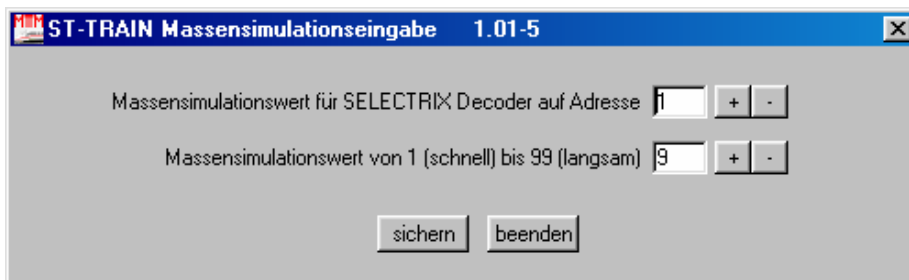 ST-TRAIN Massensimulationseingabe 1.01-5
Massensimulationswert für SELECTRIX Decoder auf Adresse 1 + -
Massensimulationswert von 1 (schnell) bis 99 (langsam) 9 + -
sichern beenden